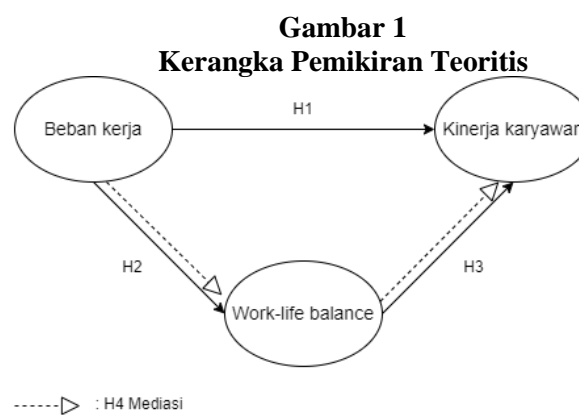 Gambar 1
Kerangka Pemikiran Teoritis
Beban kerja
H1
Kinerja karyawan
H2
Work-life balance
H3
: H4 Mediasi